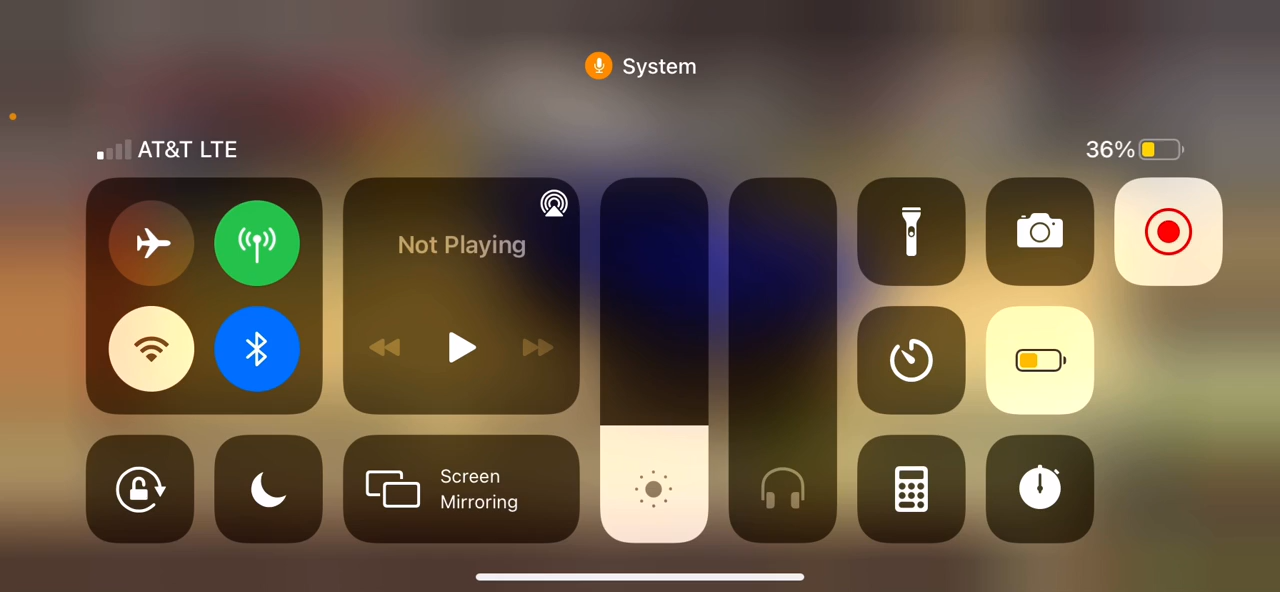 System
AT&T LTE
36%
Not Playing
Screen
Mirroring